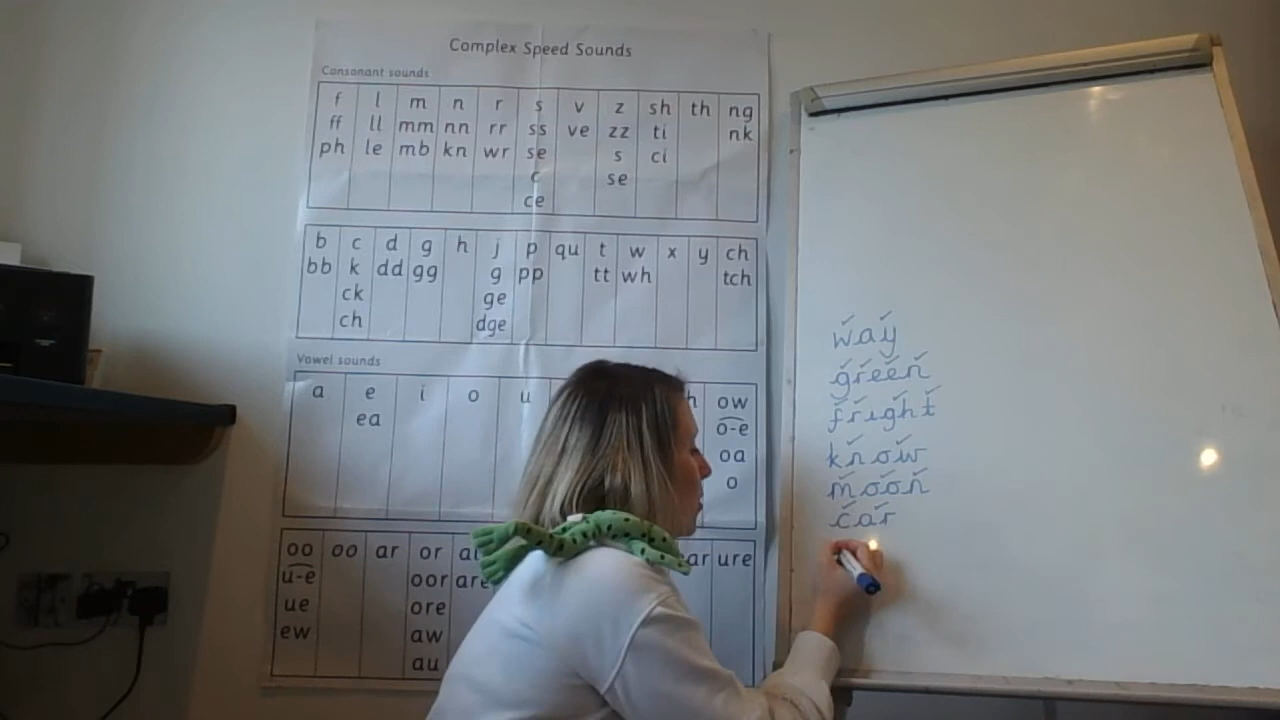 Complex Speed Sounds
Consonant sounds
f l m n r s v z sh th ng
ff ll mm nn rr ss ve zz ti nk
ph le mb kn wr se s ci
c se
ce
b c d g h j p qu t w x y ch
bb k dd gg g pp tt wh tch
ck ge
ch dge
Vowel sounds
a e i o u h ow
ea o-e
oa
o
oo oo ar or ai ar ure
u-e oor are
ue ore
ew aw
au
way
green
fright
know
moon
car